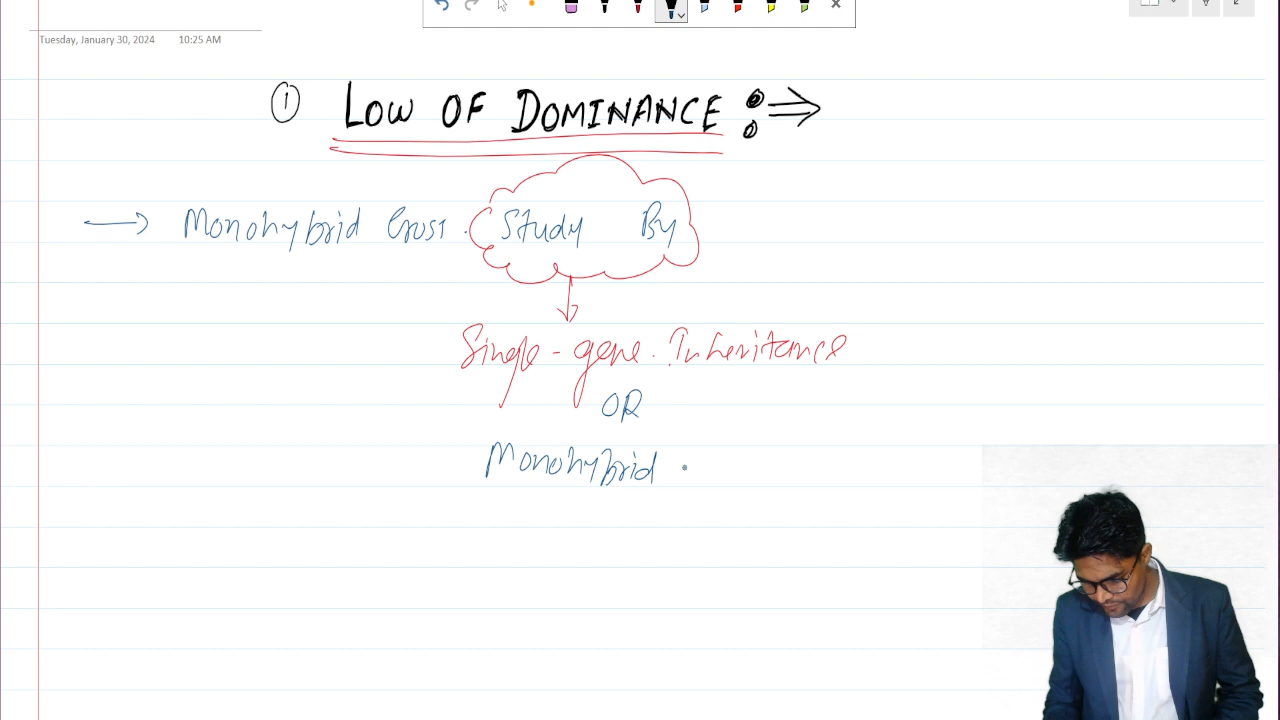 Tuesday, January 30, 2024 10:25 AM
① LOW OF DOMINANCE :⇒
→ Monohybrid Cross. Study By
Single-gene. Inheritance
OR
Monohybrid .